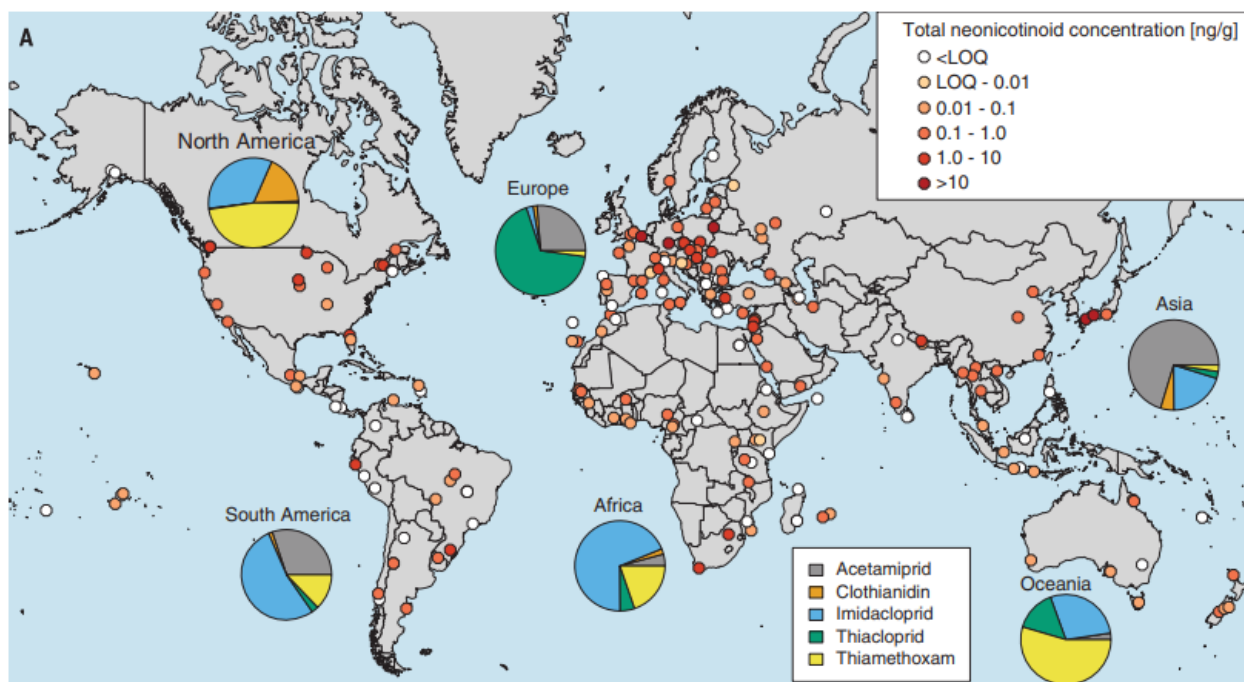 A
Total neonicotinoid concentration [ng/g]
<LOQ
LOQ - 0.01
0.01 - 0.1
0.1 - 1.0
1.0 - 10
>10
North America
Europe
Asia
South America
Africa
Oceania
Acetamiprid
Clothianidin
Imidacloprid
Thiacloprid
Thiamethoxam